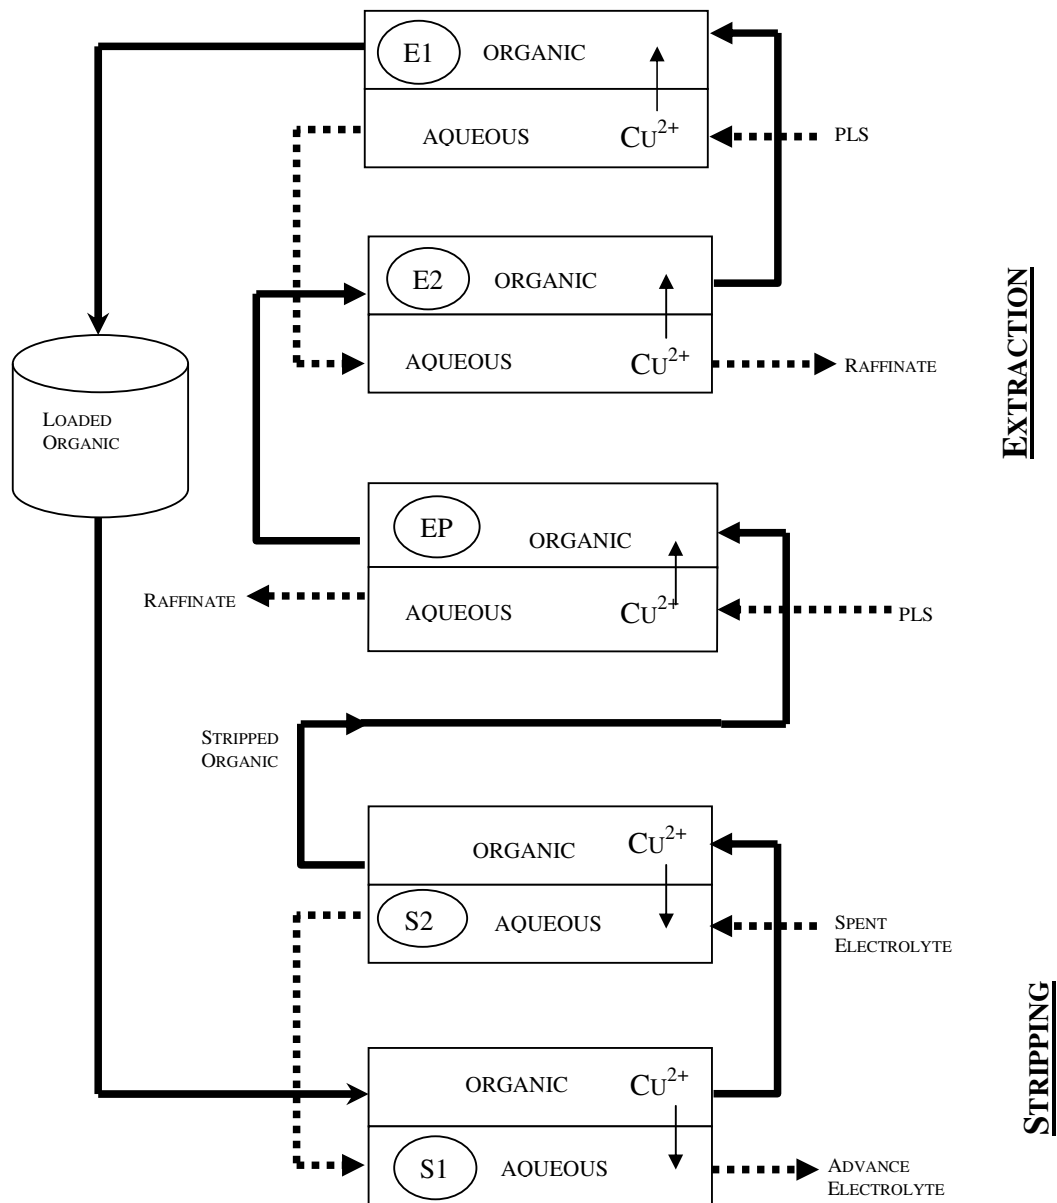 E1 ORGANIC
AQUEOUS Cu²⁺ PLS
E2 ORGANIC
AQUEOUS Cu²⁺ RAFFINATE
EXTRACTION
LOADED
ORGANIC
EP ORGANIC
RAFFINATE AQUEOUS Cu²⁺ PLS
STRIPPED
ORGANIC
ORGANIC Cu²⁺
S2 AQUEOUS SPENT
ELECTROLYTE
ORGANIC Cu²⁺
STRIPPING
S1 AQUEOUS ADVANCE
ELECTROLYTE